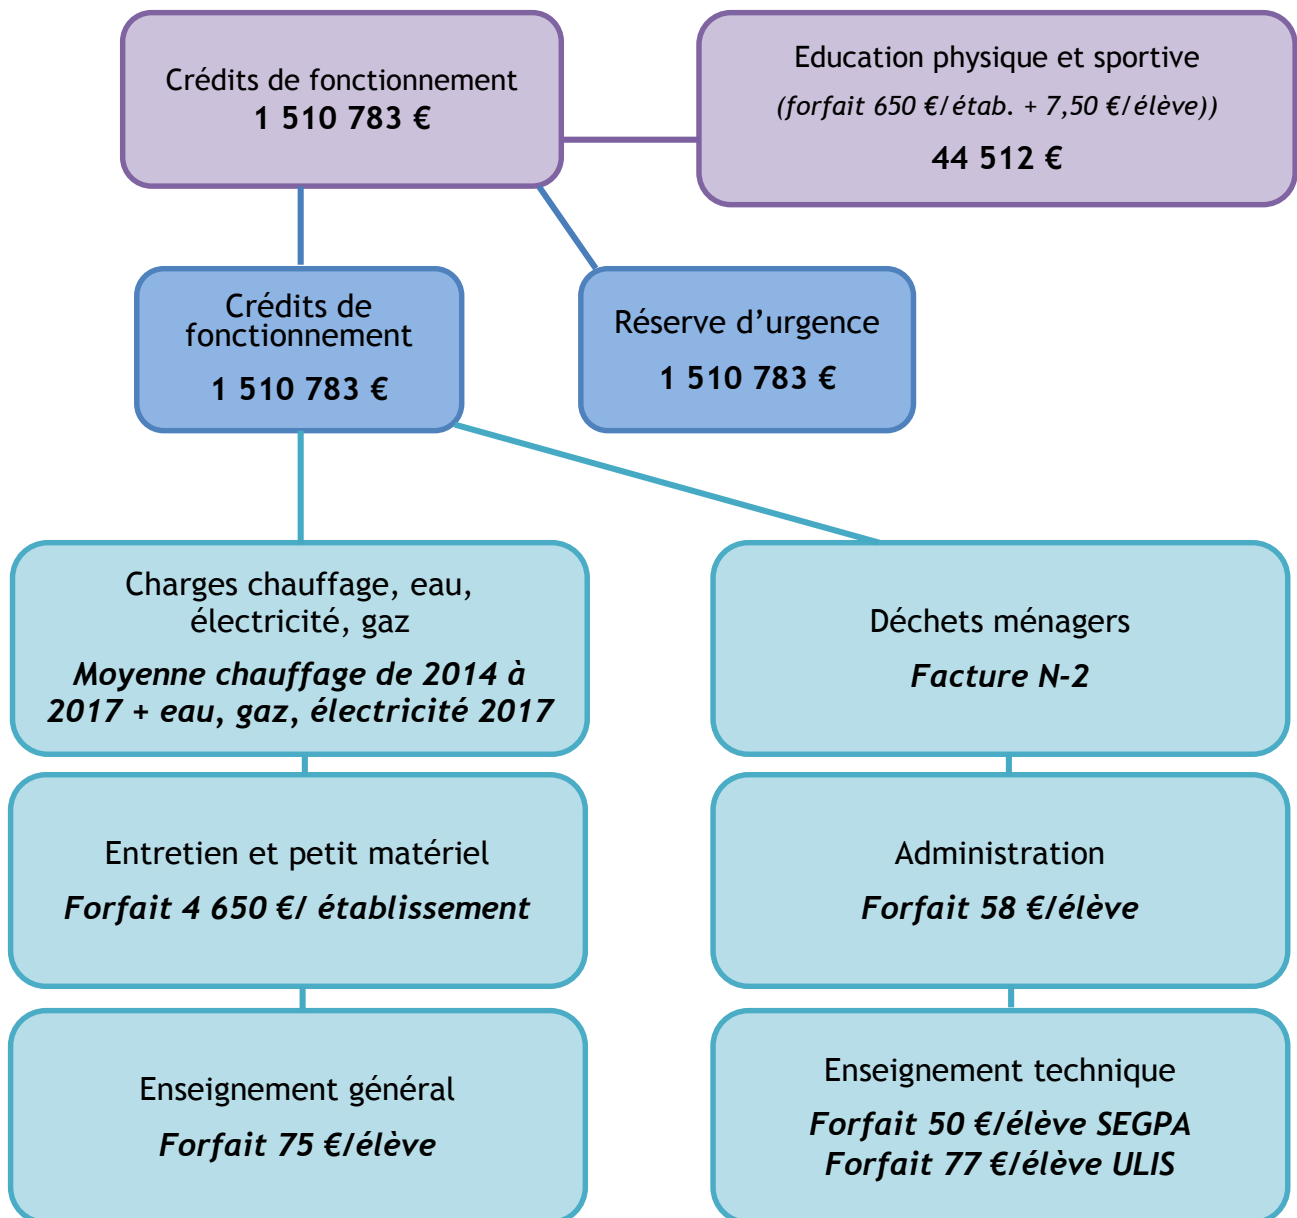 Crédits de fonctionnement
1 510 783 €
Education physique et sportive
(forfait 650 €/étab. + 7,50 €/élève))
44 512 €
Crédits de
fonctionnement
1 510 783 €
Réserve d’urgence
1 510 783 €
Charges chauffage, eau,
électricité, gaz
Moyenne chauffage de 2014 à
2017 + eau, gaz, électricité 2017
Déchets ménagers
Facture N-2
Entretien et petit matériel
Forfait 4 650 €/ établissement
Administration
Forfait 58 €/élève
Enseignement général
Forfait 75 €/élève
Enseignement technique
Forfait 50 €/élève SEGPA
Forfait 77 €/élève ULIS